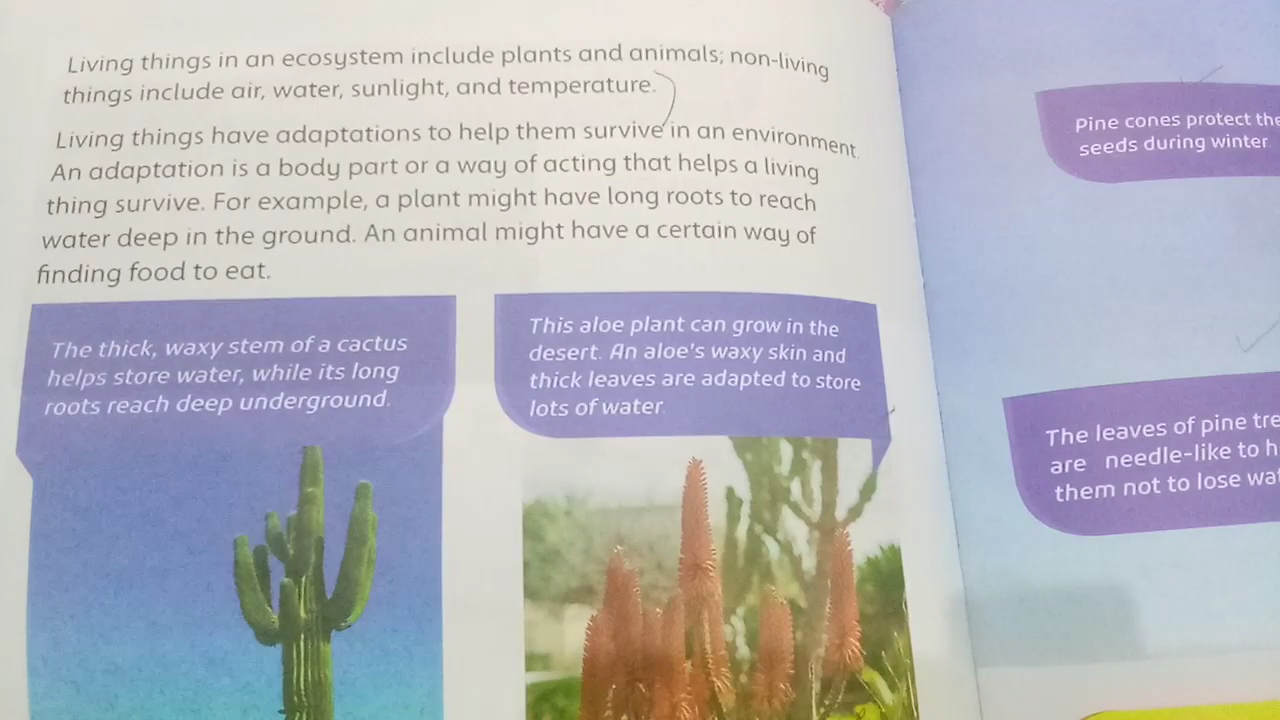 Living things in an ecosystem include plants and animals; non-living
things include air, water, sunlight, and temperature.
Living things have adaptations to help them survive in an environment.
An adaptation is a body part or a way of acting that helps a living
thing survive. For example, a plant might have long roots to reach
water deep in the ground. An animal might have a certain way of
finding food to eat.
The thick, waxy stem of a cactus
helps store water, while its long
roots reach deep underground.
This aloe plant can grow in the
desert. An aloe's waxy skin and
thick leaves are adapted to store
lots of water.
Pine cones protect the
seeds during winter.
The leaves of pine
are needle-like to
them not to lose